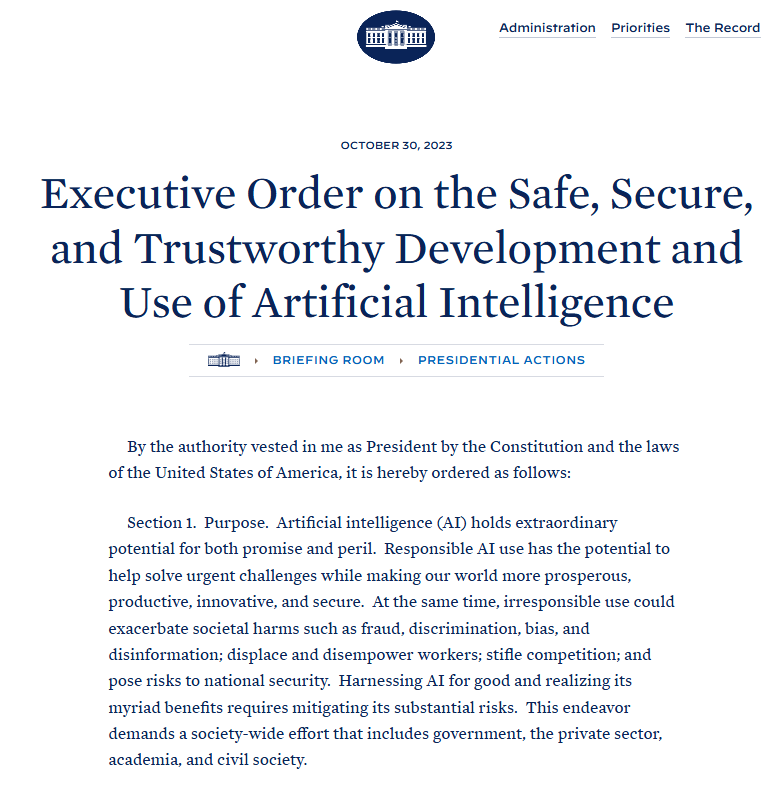 Administration Priorities The Record
OCTOBER 30, 2023
Executive Order on the Safe, Secure,
and Trustworthy Development and
Use of Artificial Intelligence
BRIEFING ROOM PRESIDENTIAL ACTIONS
By the authority vested in me as President by the Constitution and the laws
of the United States of America, it is hereby ordered as follows:
Section 1.  Purpose.  Artificial intelligence (AI) holds extraordinary
potential for both promise and peril.  Responsible AI use has the potential to
help solve urgent challenges while making our world more prosperous,
productive, innovative, and secure.  At the same time, irresponsible use could
exacerbate societal harms such as fraud, discrimination, bias, and
disinformation; displace and disempower workers; stifle competition; and
pose risks to national security.  Harnessing AI for good and realizing its
myriad benefits requires mitigating its substantial risks.  This endeavor
demands a society-wide effort that includes government, the private sector,
academia, and civil society.